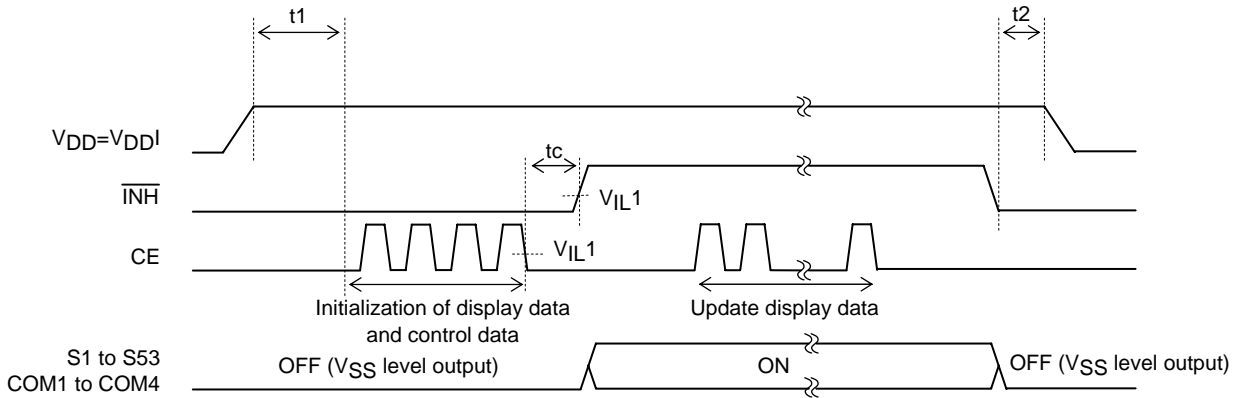 t1
t2
VDD=VDDI
tc
INH
VIL1
CE
VIL1
Initialization of display data
and control data
Update display data
S1 to S53
COM1 to COM4
OFF (VSS level output)
ON
OFF (VSS level output)